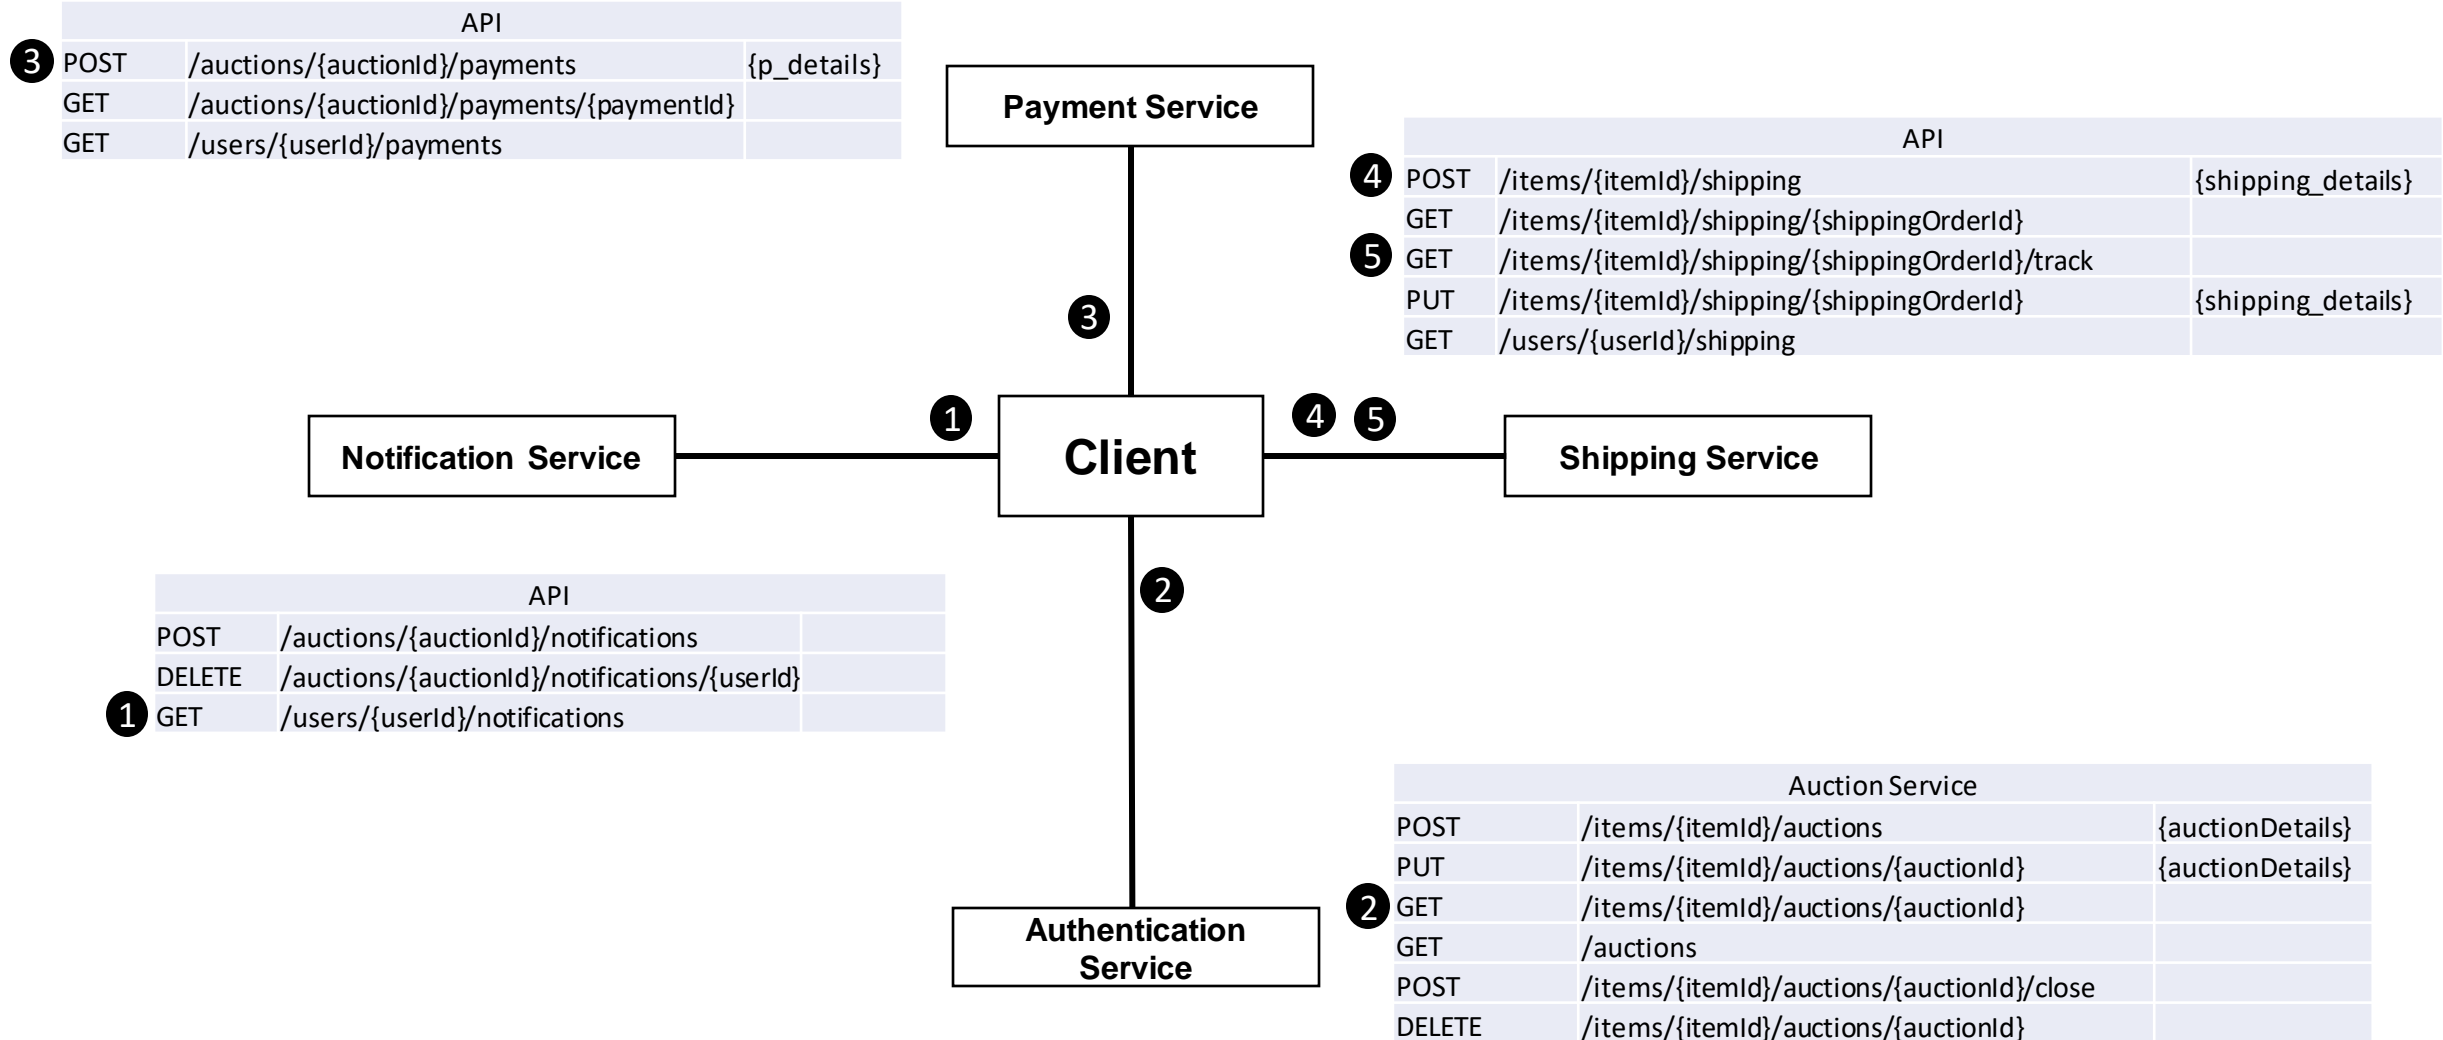 API
3 POST /auctions/{auctionId}/payments {p_details}
GET /auctions/{auctionId}/payments/{paymentId}
GET /users/{userId}/payments
Payment Service
API
4 POST /items/{itemId}/shipping {shipping_details}
GET /items/{itemId}/shipping/{shippingOrderId}
5 GET /items/{itemId}/shipping/{shippingOrderId}/track
PUT /items/{itemId}/shipping/{shippingOrderId} {shipping_details}
GET /users/{userId}/shipping
3
1
4 5
Notification Service
Client
Shipping Service
2
API
POST /auctions/{auctionId}/notifications
DELETE /auctions/{auctionId}/notifications/{userId}
1 GET /users/{userId}/notifications
Authentication
Service
Auction Service
POST /items/{itemId}/auctions {auctionDetails}
PUT /items/{itemId}/auctions/{auctionId} {auctionDetails}
2 GET /items/{itemId}/auctions/{auctionId}
GET /auctions
POST /items/{itemId}/auctions/{auctionId}/close
DELETE /items/{itemId}/auctions/{auctionId}